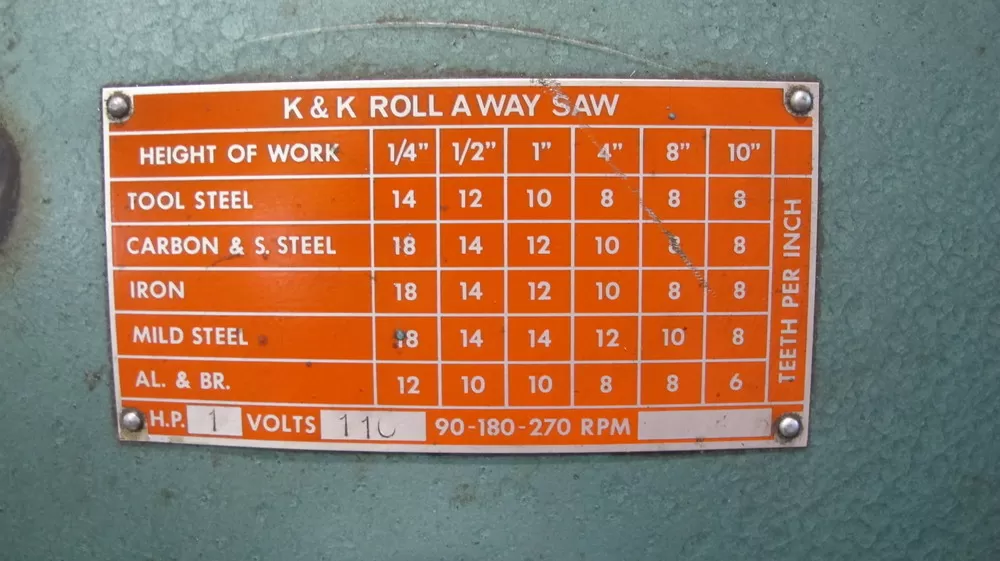 K & K ROLL A WAY SAW
HEIGHT OF WORK 1/4" 1/2" 1" 4" 8" 10"
TOOL STEEL 14 12 10 8 8 8
CARBON & S. STEEL 18 14 12 10 8 8
IRON 18 14 12 10 8 8
MILD STEEL 18 14 14 12 10 8
AL. & BR. 12 10 10 8 8 6
TEETH PER INCH
H.P. 1 VOLTS 110 90-180-270 RPM